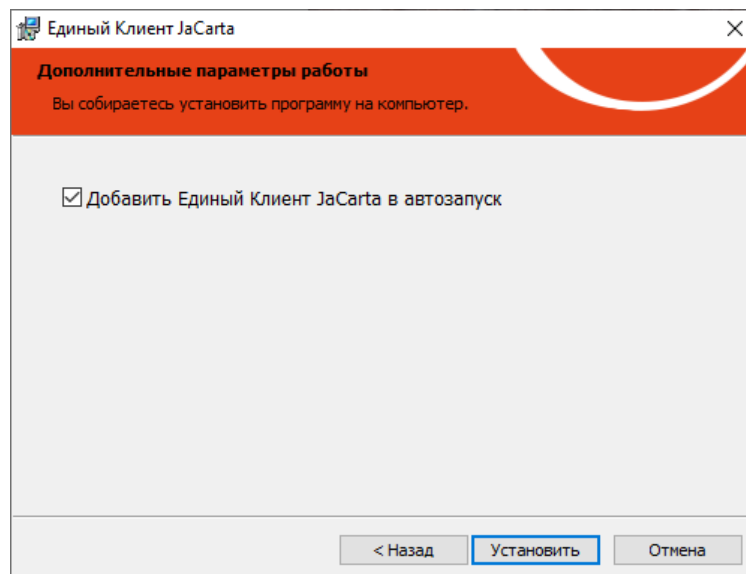 Единый Клиент JaCarta
Дополнительные параметры работы
Вы собираетесь установить программу на компьютер.
Добавить Единый Клиент JaCarta в автозапуск
< Назад
Установить
Отмена